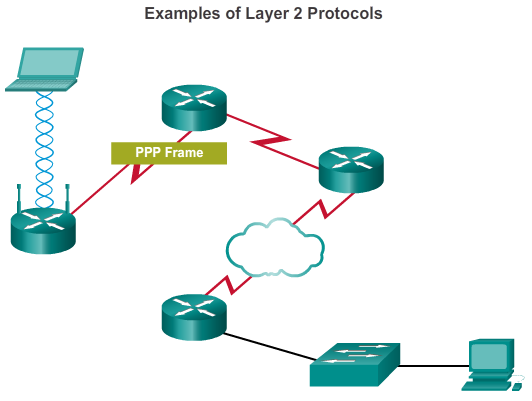 Examples of Layer 2 Protocols
PPP Frame